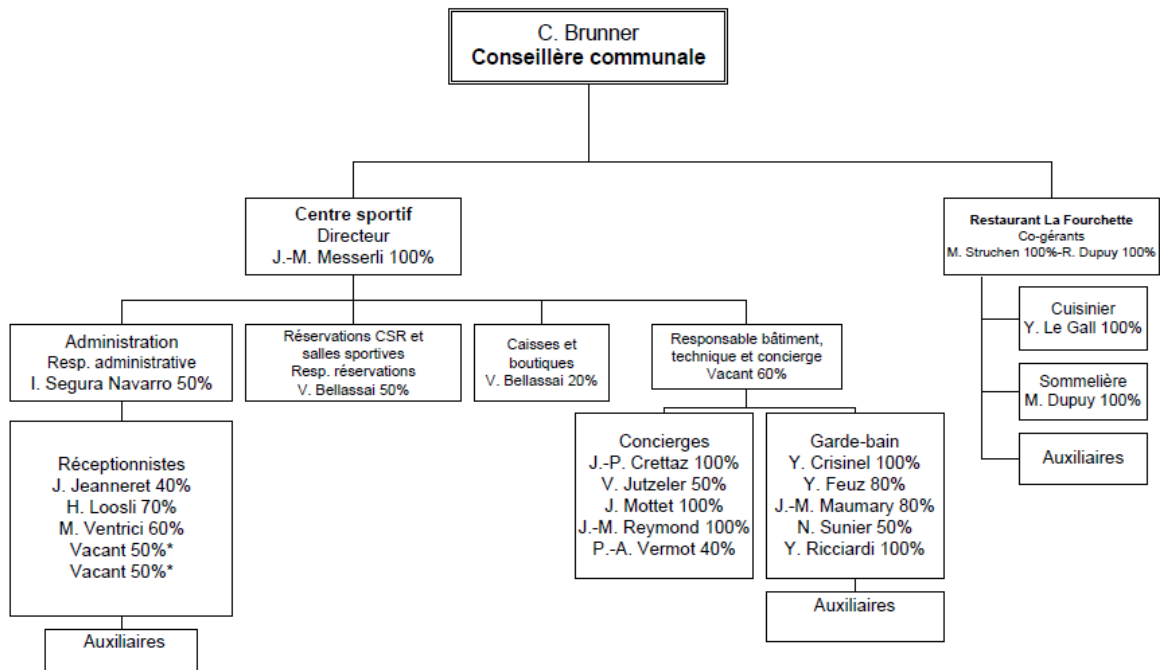 C. Brunner
Conseillère communale
Centre sportif
Directeur
J.-M. Messerli 100%
Restaurant La Fourchette
Co-gérants
M. Struchen 100%-R. Dupuy 100%
Administration
Resp. administrative
I. Segura Navarro 50%
Réservations CSR et
salles sportives
Resp. réservations
V. Bellassai 50%
Caisses et
boutiques
V. Bellassai 20%
Responsable bâtiment,
technique et concierge
Vacant 60%
Cuisinier
Y. Le Gall 100%
Sommelière
M. Dupuy 100%
Auxiliaires
Réceptionnistes
J. Jeanneret 40%
H. Loosli 70%
M. Ventrici 60%
Vacant 50%*
Vacant 50%*
Auxiliaires
Concierges
J.-P. Crettaz 100%
V. Jutzeler 50%
J. Mottet 100%
J.-M. Reymond 100%
P.-A. Vermot 40%
Garde-bain
Y. Crisinel 100%
Y. Feuz 80%
J.-M. Maumary 80%
N. Sunier 50%
Y. Ricciardi 100%
Auxiliaires